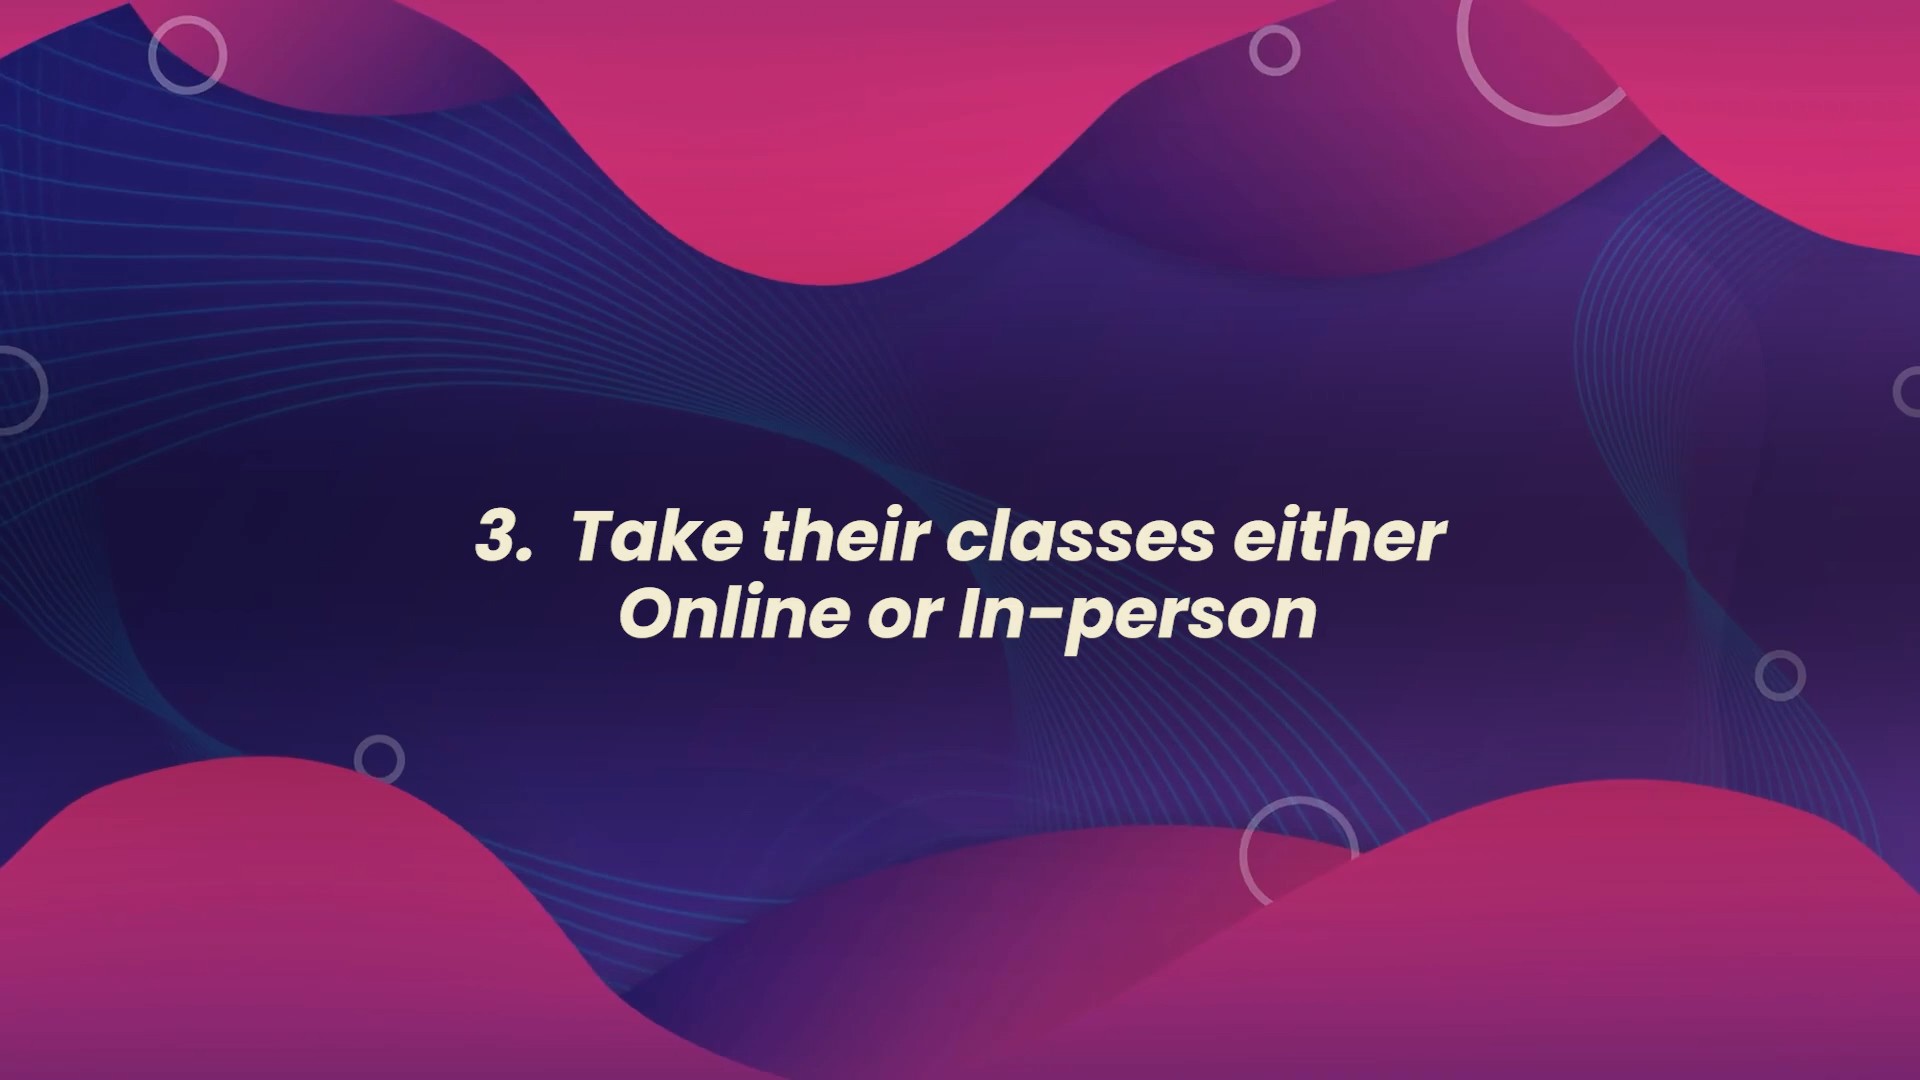 3. Take their classes either
Online or In-person